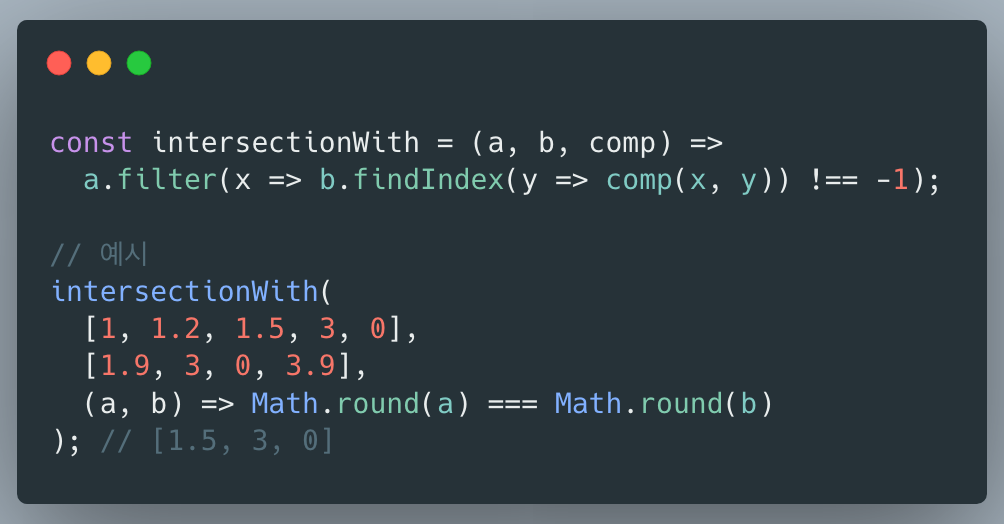 const intersectionWith = (a, b, comp) =>
  a.filter(x => b.findIndex(y => comp(x, y)) !== -1);
// 예시
intersectionWith(
  [1, 1.2, 1.5, 3, 0],
  [1.9, 3, 0, 3.9],
  (a, b) => Math.round(a) === Math.round(b)
); // [1.5, 3, 0]